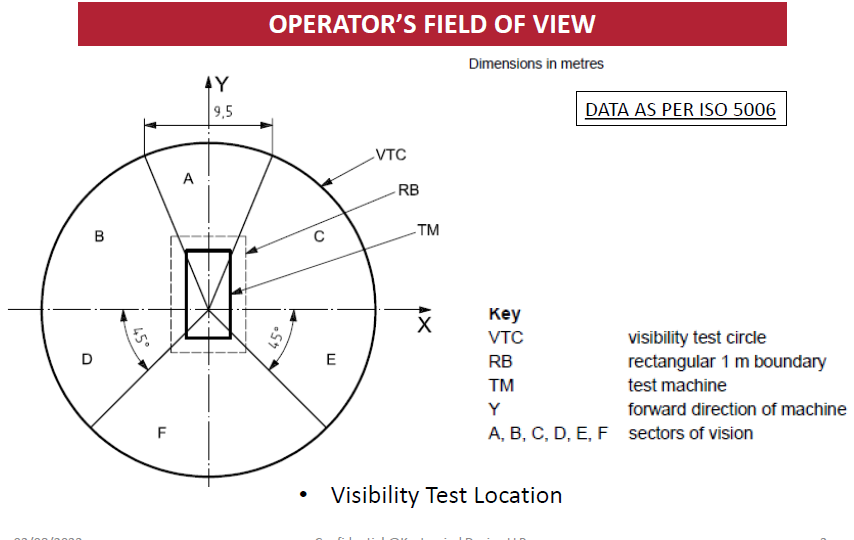 OPERATOR'S FIELD OF VIEW
Dimensions in metres
DATA AS PER ISO 5006
Y
9,5
VTC
A
RB
B
C
TM
X
45°
45°
D
E
F
Key
VTC visibility test circle
RB rectangular 1 m boundary
TM test machine
Y forward direction of machine
A, B, C, D, E, F sectors of vision
• Visibility Test Location